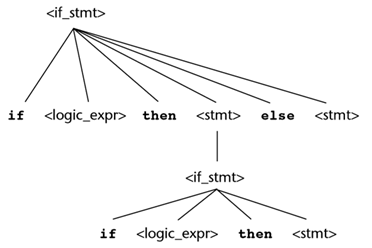 <if_stmt>
if <logic_expr> then <stmt> else <stmt>
<if_stmt>
if <logic_expr> then <stmt>